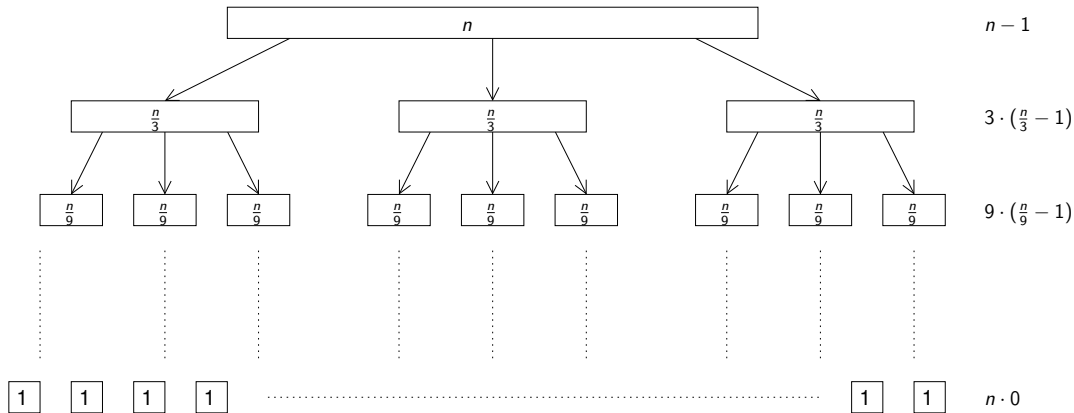 n n − 1
n/3 n/3 n/3 3 · (n/3 − 1)
n/9 n/9 n/9 n/9 n/9 n/9 n/9 n/9 n/9 9 · (n/9 − 1)
1 1 1 1 1 1 n · 0